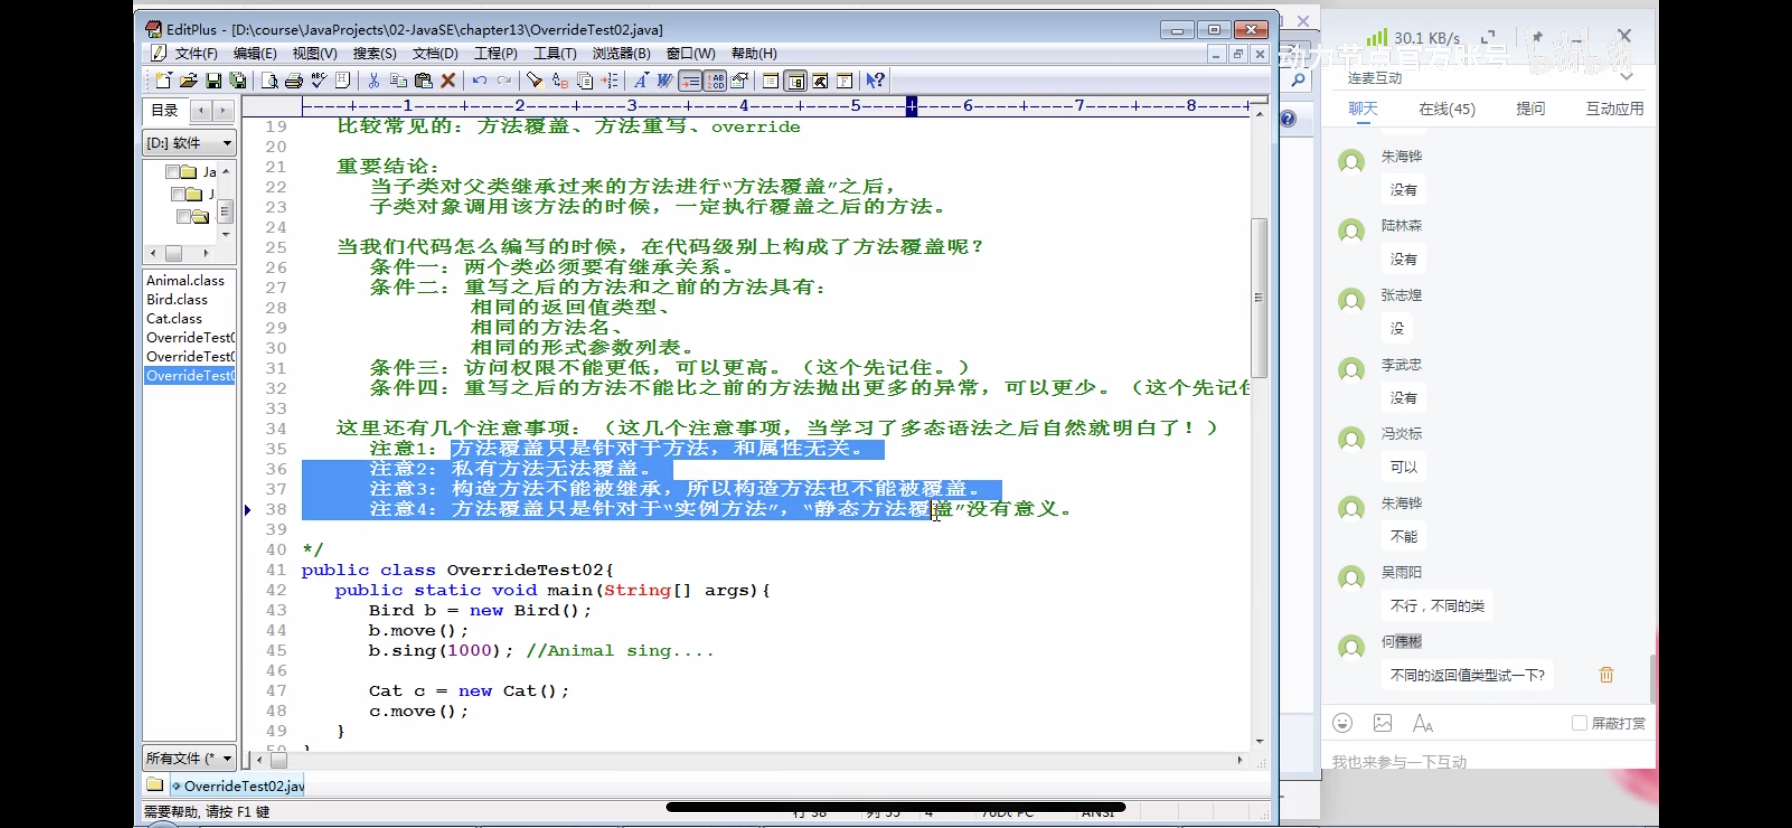 EditPlus - [D:\course\JavaProjects\02-JavaSE\chapter13\OverrideTest02.java]
文件(F) 编辑(E) 视图(V) 搜索(S) 文档(D) 工程(P) 工具(T) 浏览器(B) 窗口(W) 帮助(H)
目录
[D:] 软件
Ja
J
Animal.class
Bird.class
Cat.class
OverrideTest0
OverrideTest0
OverrideTest0
所有文件 (*
----+----1----+----2----+----3----+----4----+----5----+----6----+----7----+----8----+
19 比较常见的：方法覆盖、方法重写、override
20
21 重要结论：
22 当子类对父类继承过来的方法进行“方法覆盖”之后，
23 子类对象调用该方法的时候，一定执行覆盖之后的方法。
24
25 当我们代码怎么编写的时候，在代码级别上构成了方法覆盖呢？
26 条件一：两个类必须要有继承关系。
27 条件二：重写之后的方法和之前的方法具有：
28 相同的返回值类型、
29 相同的方法名、
30 相同的形式参数列表。
31 条件三：访问权限不能更低，可以更高。（这个先记住。）
32 条件四：重写之后的方法不能比之前的方法抛出更多的异常，可以更少。（这个先记住
33
34 这里还有几个注意事项：（这几个注意事项，当学习了多态语法之后自然就明白了！）
35 注意1：方法覆盖只是针对于方法，和属性无关。
36 注意2：私有方法无法覆盖。
37 注意3：构造方法不能被继承，所以构造方法也不能被覆盖。
38 注意4：方法覆盖只是针对于“实例方法”，“静态方法覆盖”没有意义。
39
40 */
41 public class OverrideTest02{
42 public static void main(String[] args){
43 Bird b = new Bird();
44 b.move();
45 b.sing(1000); //Animal sing....
46
47 Cat c = new Cat();
48 c.move();
49 }
50 }
OverrideTest02.jav
需要帮助, 请按 F1 键
行 38 列 55 4 ANSI
30.1 KB/s
动力节点官方账号
bilibili
连麦互动
聊天 在线(45) 提问 互动应用
朱海铧
没有
陆林森
没有
张志煌
没
李武忠
没有
冯炎标
可以
朱海铧
不能
吴雨阳
不行，不同的类
何伟彬
不同的返回值类型试一下?
屏蔽打赏
我也来参与一下互动